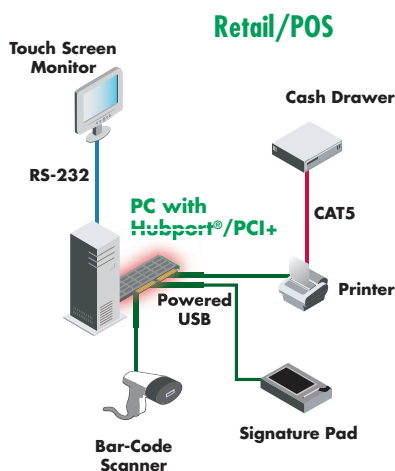 Retail/POS
Touch Screen
Monitor
Cash Drawer
RS-232
PC with
Hubport®/PCI+
CAT5
Powered
USB
Printer
Bar-Code
Scanner
Signature Pad